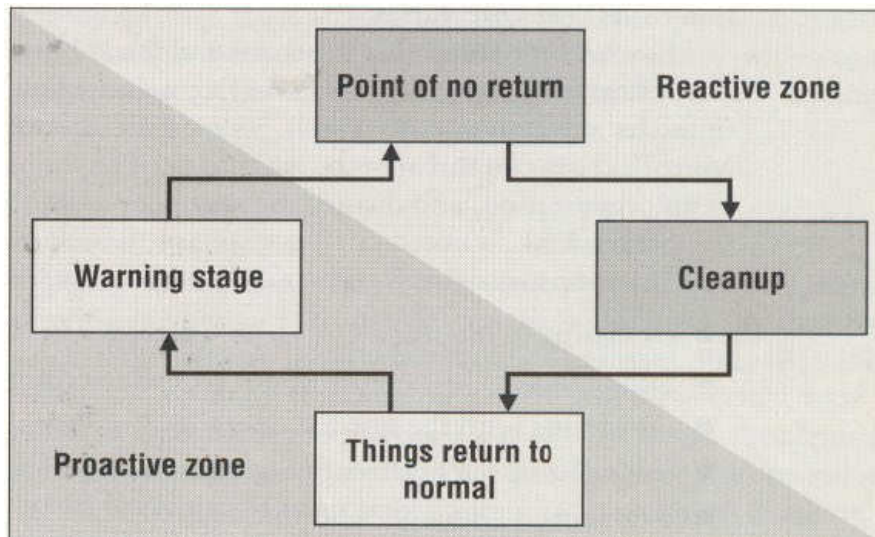 Point of no return
Reactive zone
Warning stage
Cleanup
Things return to
normal
Proactive zone